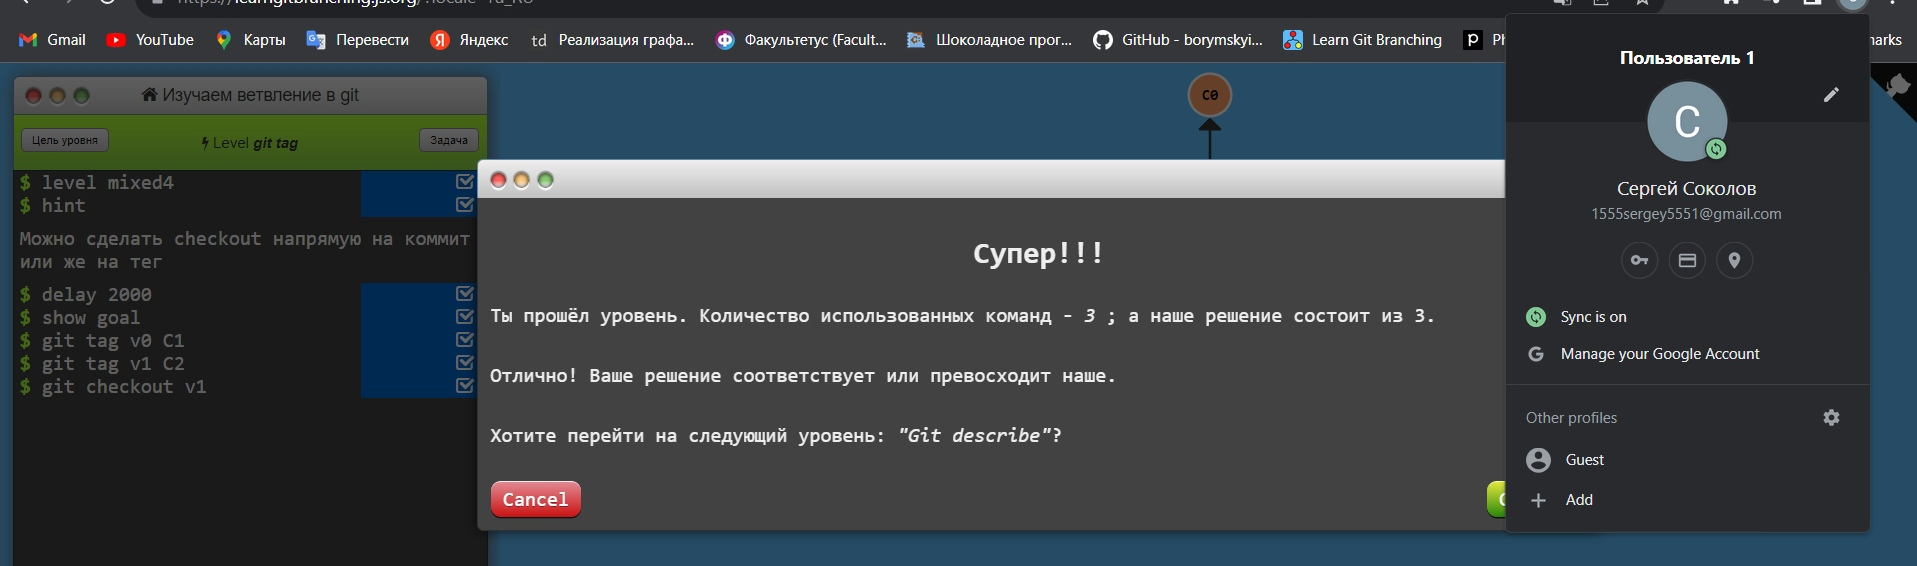 https://learngitbranching.js.org/?locale=ru_RU
Gmail YouTube Карты Перевести Яндекс td Реализация графа... Факультетус (Facult... Шоколадное прог... GitHub - borymskyi... Learn Git Branching
Изучаем ветвление в git
Цель уровня Level git tag Задача
$ level mixed4
$ hint
Можно сделать checkout напрямую на коммит
или же на тег
$ delay 2000
$ show goal
$ git tag v0 C1
$ git tag v1 C2
$ git checkout v1
C0
Супер!!!
Ты прошёл уровень. Количество использованных команд - 3 ; а наше решение состоит из 3.
Отлично! Ваше решение соответствует или превосходит наше.
Хотите перейти на следующий уровень: "Git describe"?
Cancel
Пользователь 1
C
Сергей Соколов
1555sergey5551@gmail.com
Sync is on
Manage your Google Account
Other profiles
Guest
Add